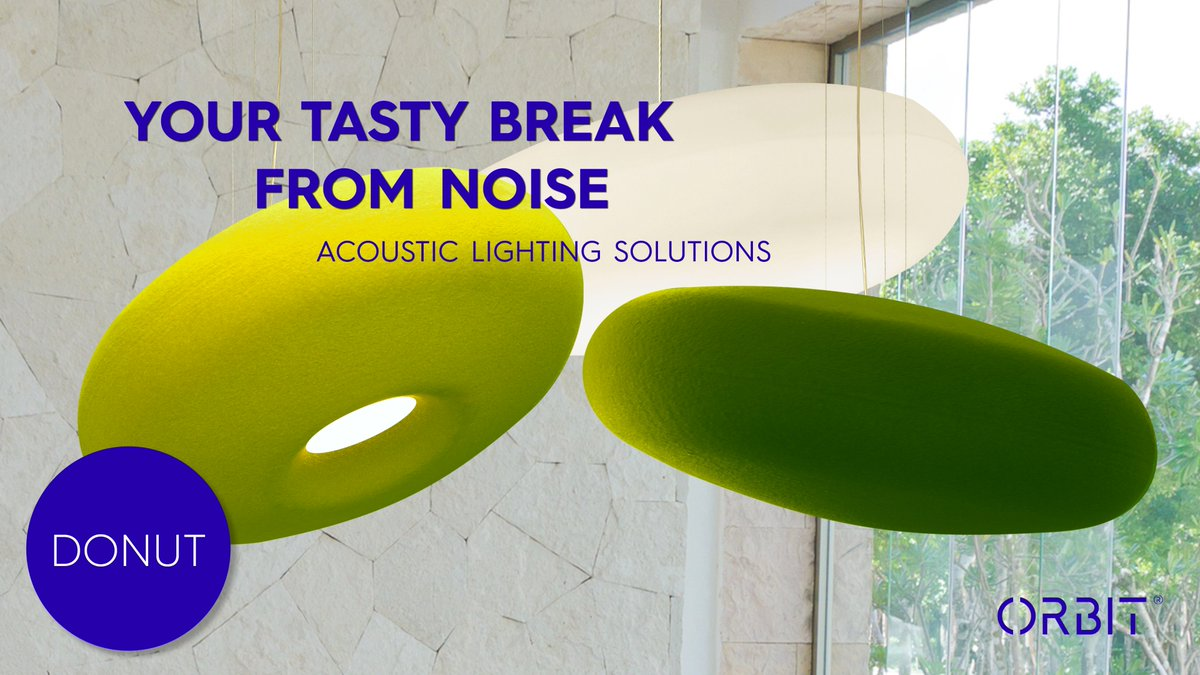 YOUR TASTY BREAK
FROM NOISE
ACOUSTIC LIGHTING SOLUTIONS
DONUT
ORBIT®